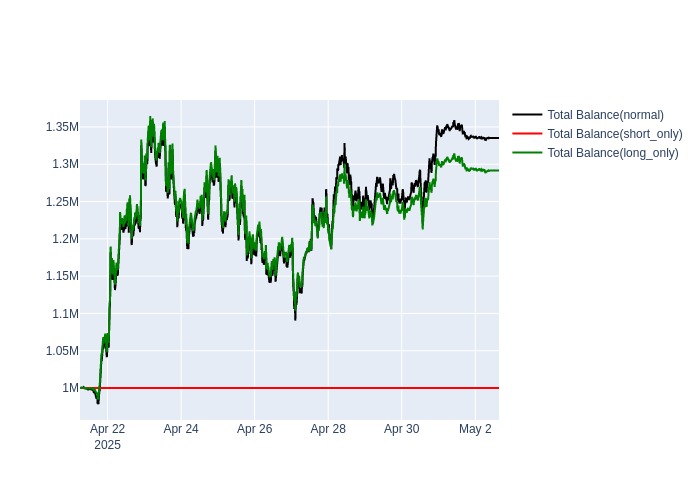 Total Balance(normal)
Total Balance(short_only)
Total Balance(long_only)
1.35M
1.3M
1.25M
1.2M
1.15M
1.1M
1.05M
1M
Apr 22
2025
Apr 24
Apr 26
Apr 28
Apr 30
May 2